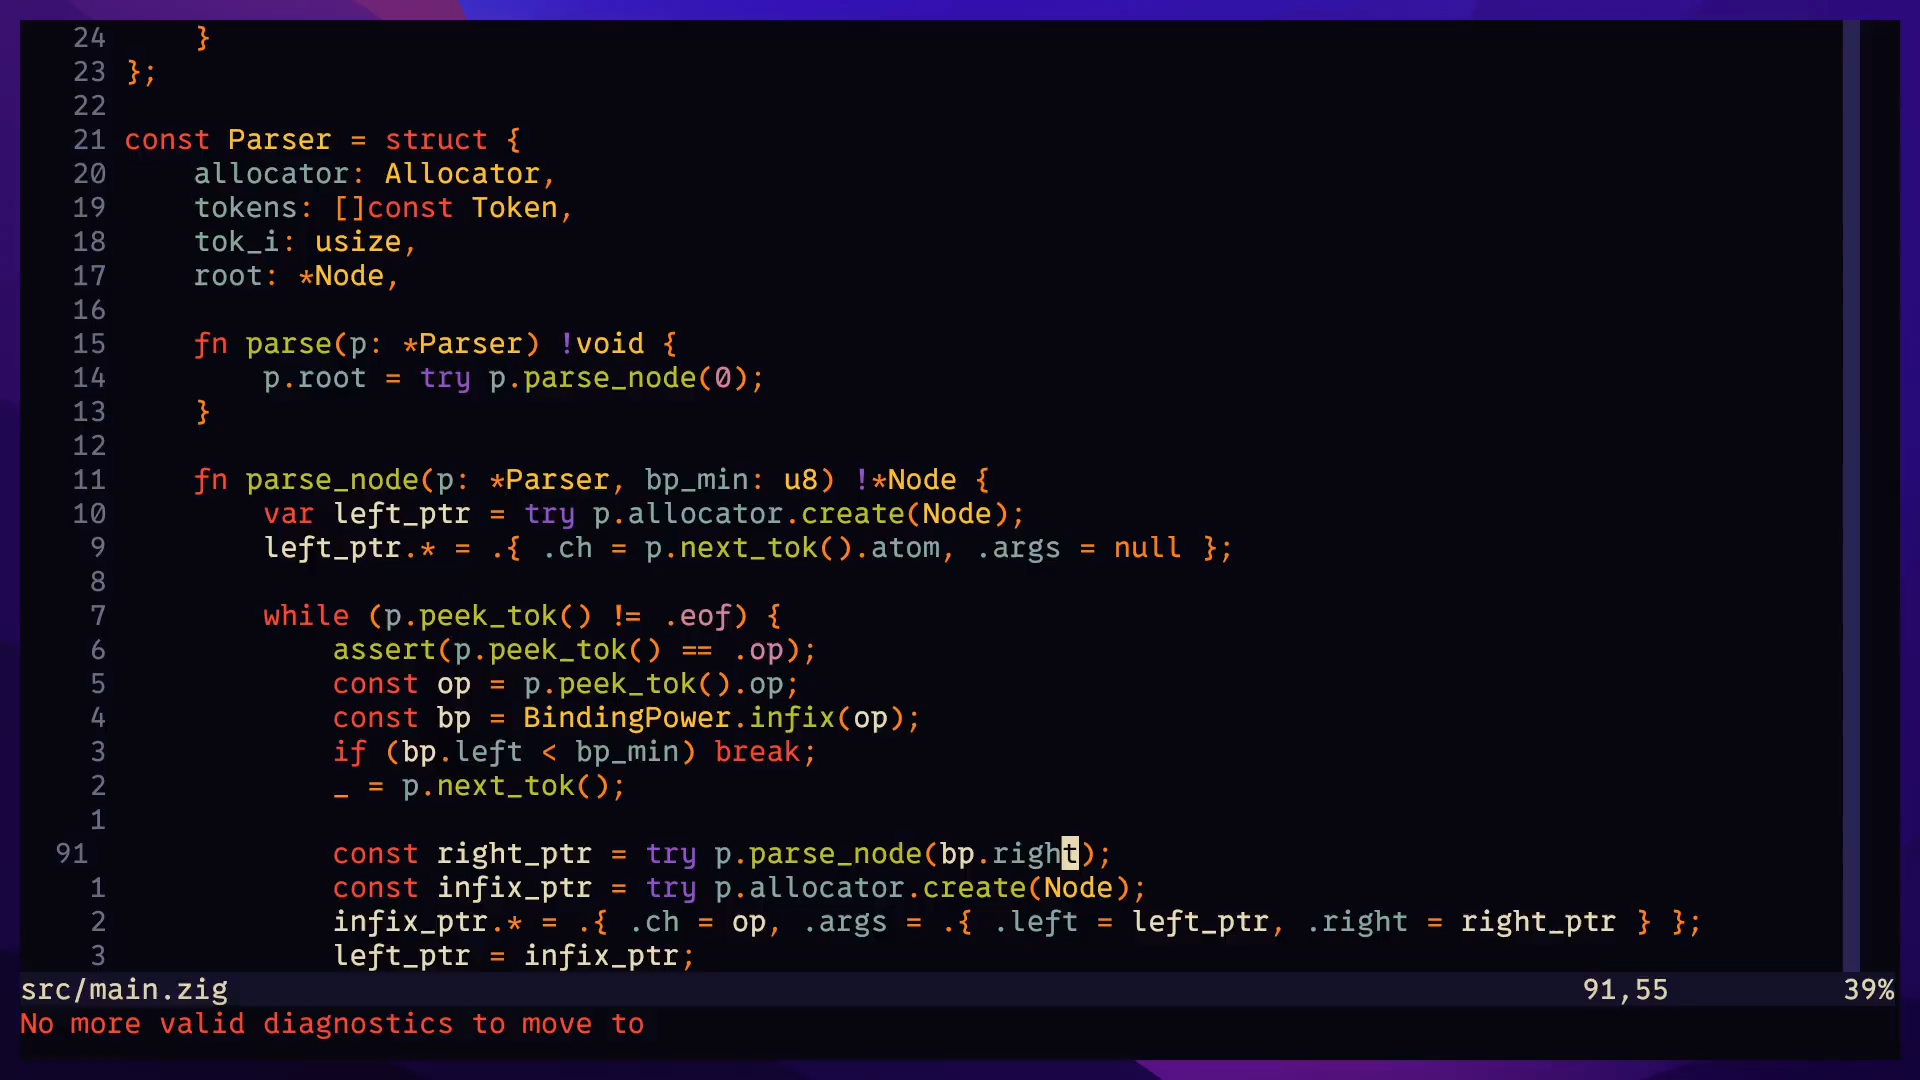 24     }
23 };
22
21 const Parser = struct {
20     allocator: Allocator,
19     tokens: []const Token,
18     tok_i: usize,
17     root: *Node,
16
15     fn parse(p: *Parser) !void {
14         p.root = try p.parse_node(0);
13     }
12
11     fn parse_node(p: *Parser, bp_min: u8) !*Node {
10         var left_ptr = try p.allocator.create(Node);
9         left_ptr.* = .{ .ch = p.next_tok().atom, .args = null };
8
7         while (p.peek_tok() != .eof) {
6             assert(p.peek_tok() == .op);
5             const op = p.peek_tok().op;
4             const bp = BindingPower.infix(op);
3             if (bp.left < bp_min) break;
2             _ = p.next_tok();
1
91             const right_ptr = try p.parse_node(bp.right);
1             const infix_ptr = try p.allocator.create(Node);
2             infix_ptr.* = .{ .ch = op, .args = .{ .left = left_ptr, .right = right_ptr } };
3             left_ptr = infix_ptr;
src/main.zig 91,55 39%
No more valid diagnostics to move to